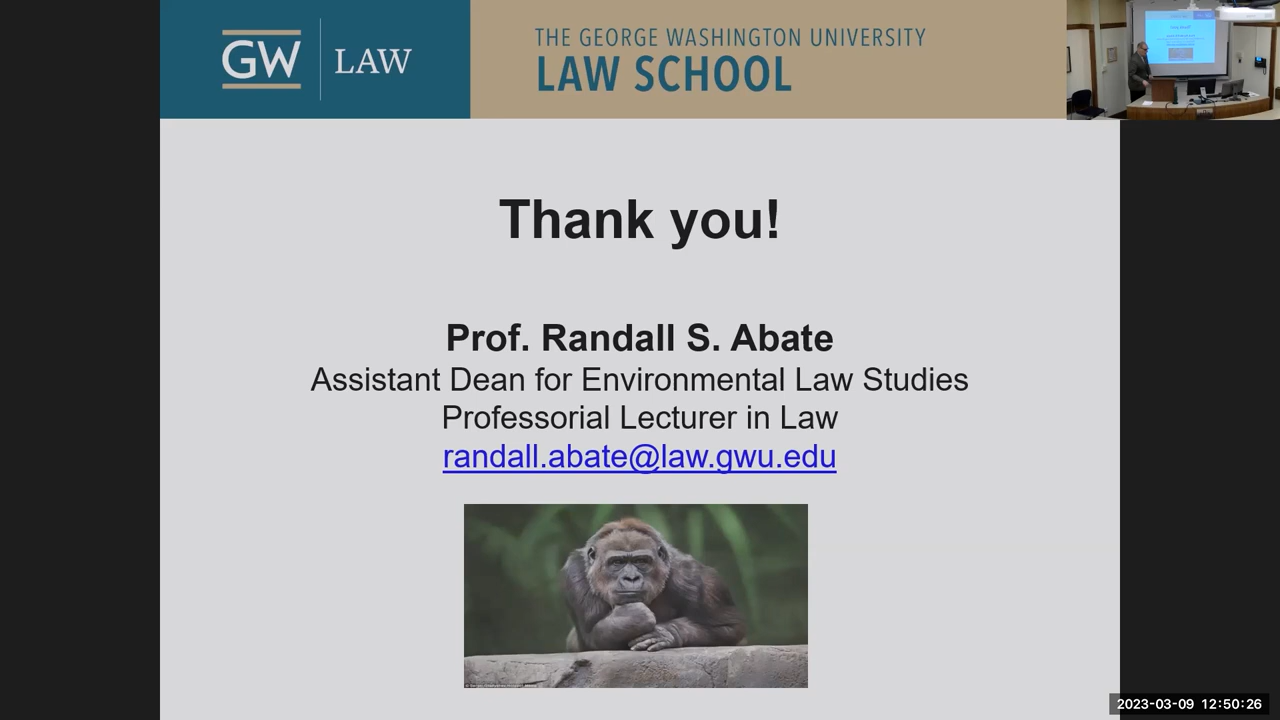 GW LAW
THE GEORGE WASHINGTON UNIVERSITY
LAW SCHOOL
Thank you!
Prof. Randall S. Abate
Assistant Dean for Environmental Law Studies
Professorial Lecturer in Law
randall.abate@law.gwu.edu
2023-03-09 12:50:26